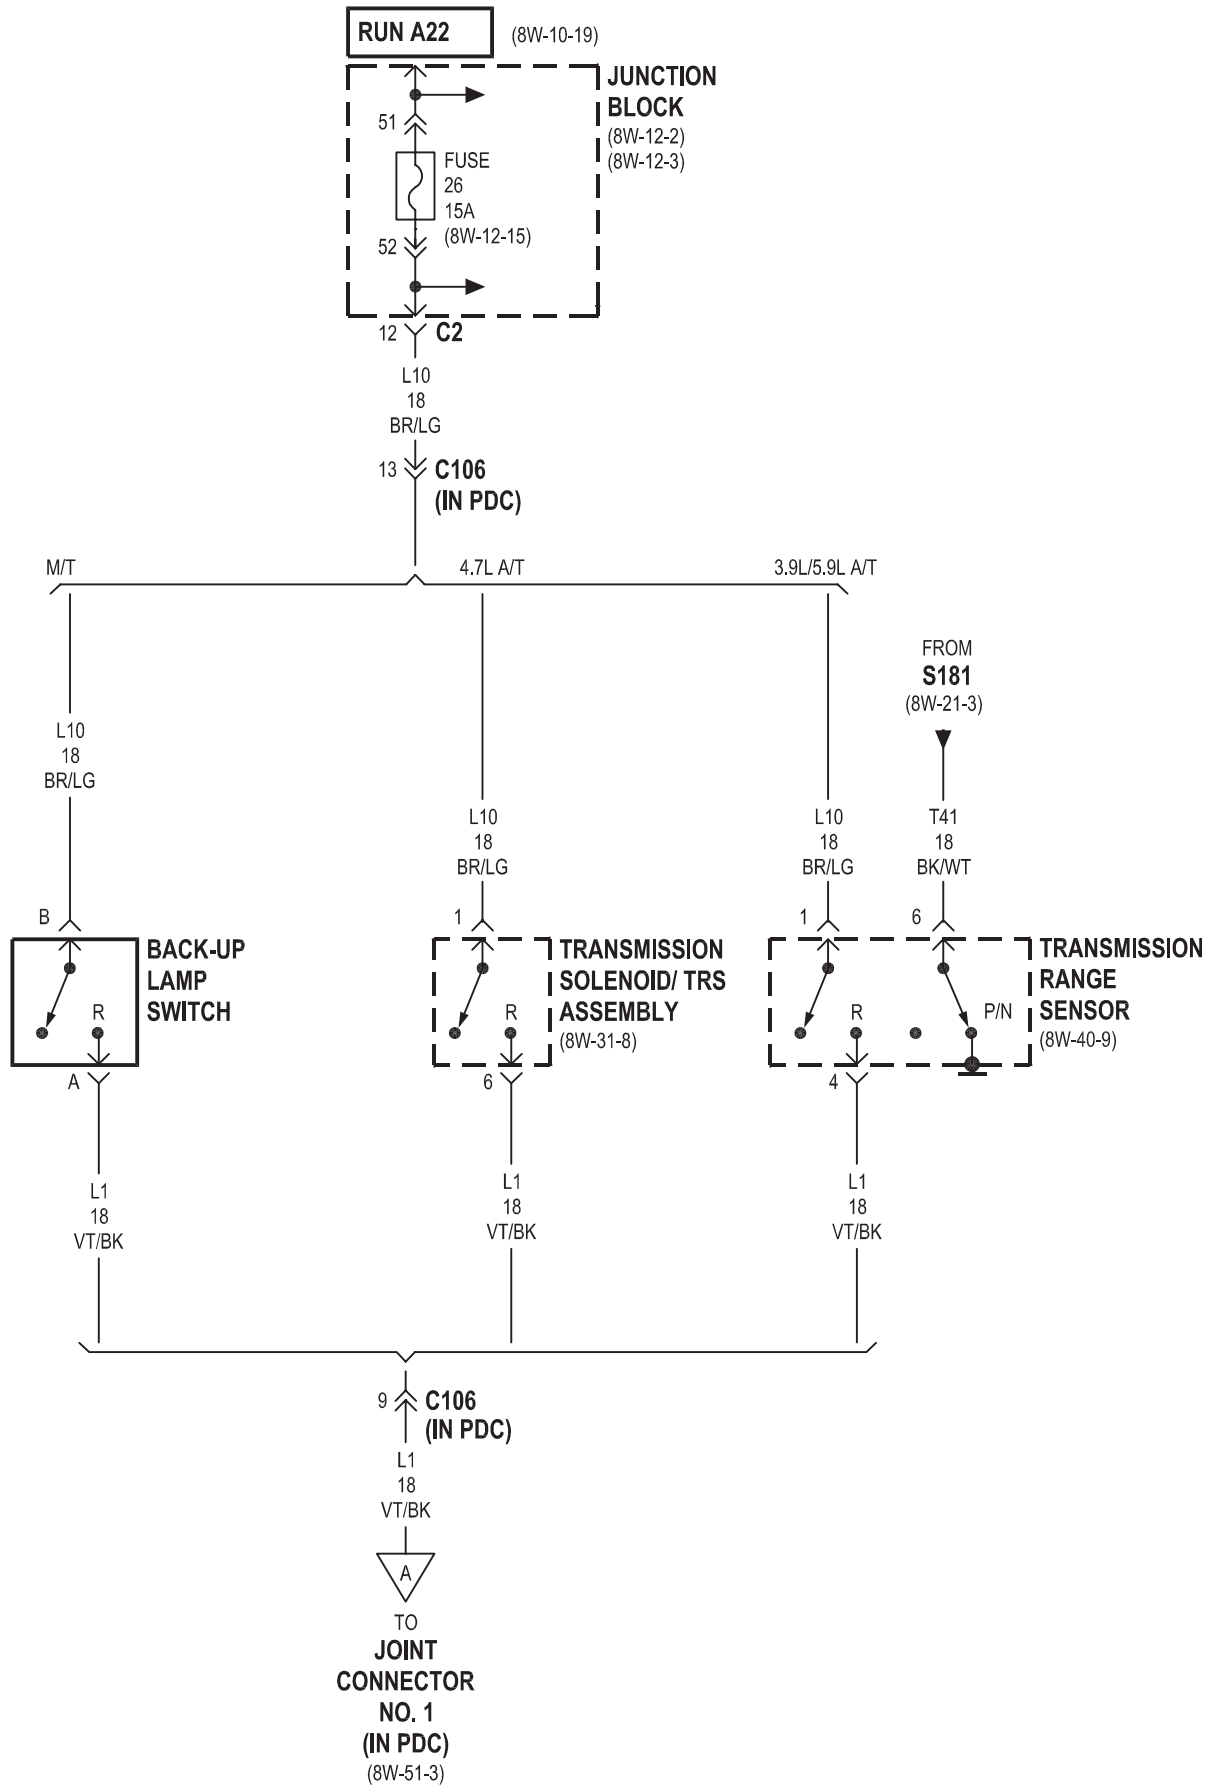 RUN A22
(8W-10-19)
JUNCTION
BLOCK
(8W-12-2)
(8W-12-3)
51
FUSE
26
15A
(8W-12-15)
52
12
C2
L10
18
BR/LG
13
C106
(IN PDC)
M/T
4.7L A/T
3.9L/5.9L A/T
FROM
S181
(8W-21-3)
L10
18
BR/LG
L10
18
BR/LG
L10
18
BR/LG
T41
18
BK/WT
B
1
1
6
BACK-UP
LAMP
SWITCH
R
TRANSMISSION
SOLENOID/ TRS
ASSEMBLY
(8W-31-8)
R
R
P/N
TRANSMISSION
RANGE
SENSOR
(8W-40-9)
A
6
4
L1
18
VT/BK
L1
18
VT/BK
L1
18
VT/BK
9
C106
(IN PDC)
L1
18
VT/BK
A
TO
JOINT
CONNECTOR
NO. 1
(IN PDC)
(8W-51-3)